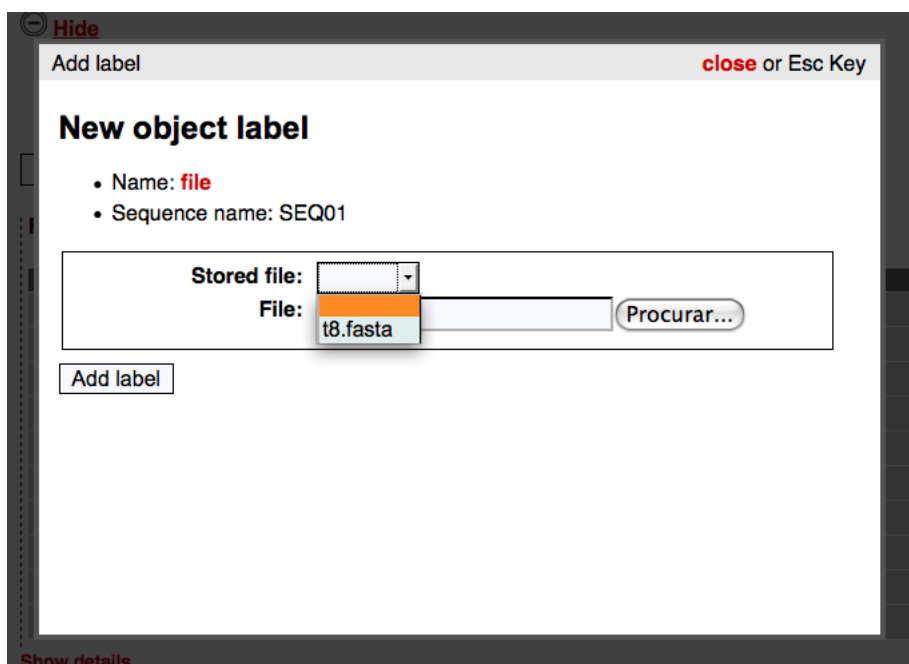 Hide
Add label
close or Esc Key
New object label
• Name: file
• Sequence name: SEQ01
Stored file:
File:
t8.fasta
Procurar...
Add label
Show details